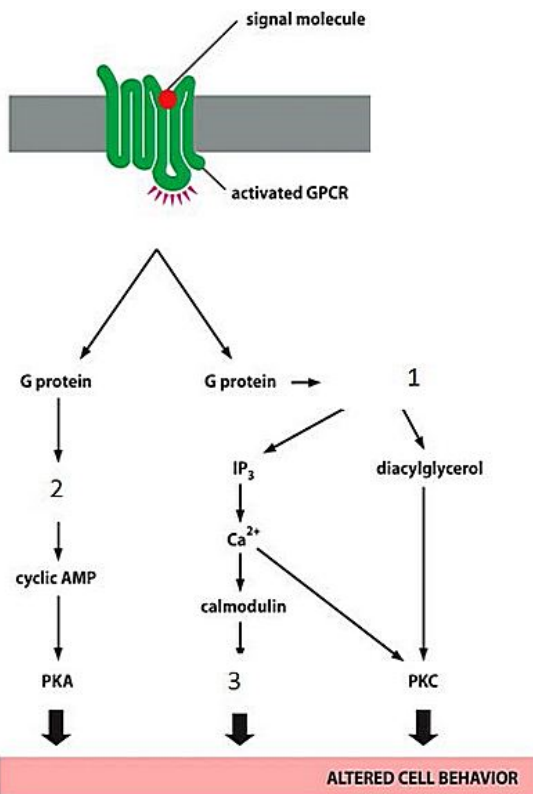 signal molecule
activated GPCR
G protein
G protein
1
2
IP3
diacylglycerol
Ca2+
cyclic AMP
calmodulin
PKA
3
PKC
ALTERED CELL BEHAVIOR